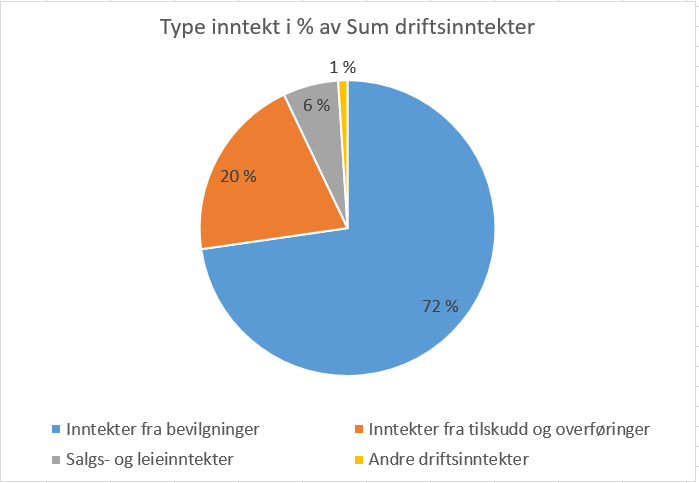 Type inntekt i % av Sum driftsinntekter
1 %
6 %
20 %
72 %
Inntekter fra bevilgninger
Inntekter fra tilskudd og overføringer
Salgs- og leieinntekter
Andre driftsinntekter